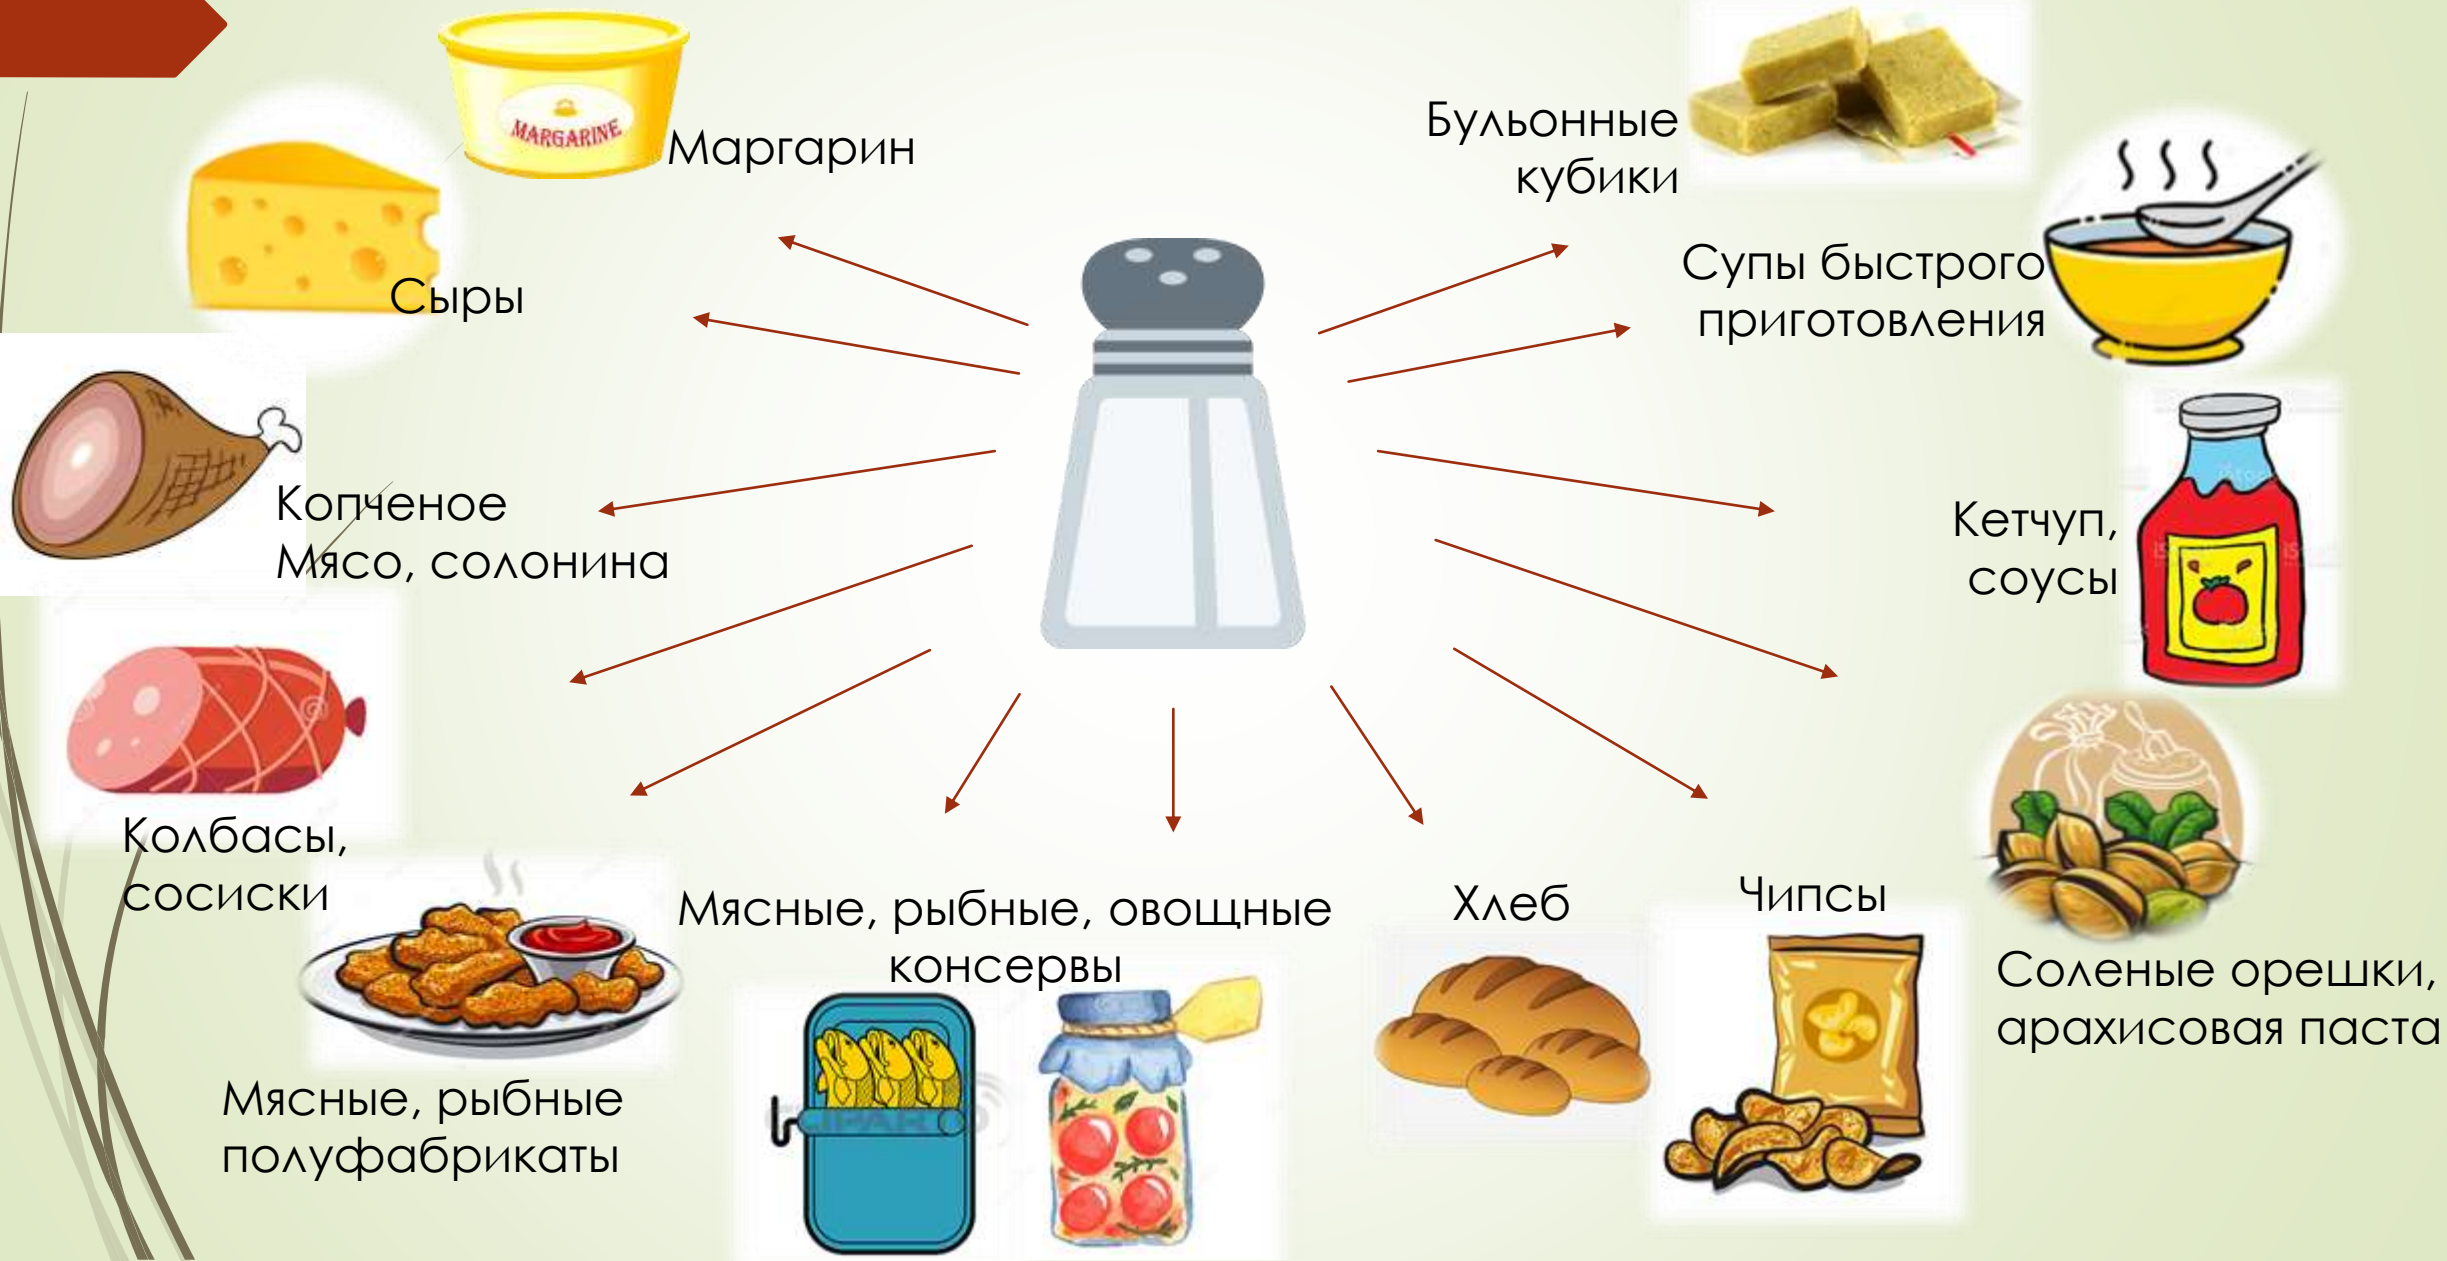 MARGARINE
Маргарин
Сыры
Копченое
Мясо, солонина
Колбасы,
сосиски
Мясные, рыбные
полуфабрикаты
Мясные, рыбные, овощные
консервы
Хлеб
Чипсы
Соленые орешки,
арахисовая паста
Кетчуп,
соусы
Супы быстрого
приготовления
Бульонные
кубики